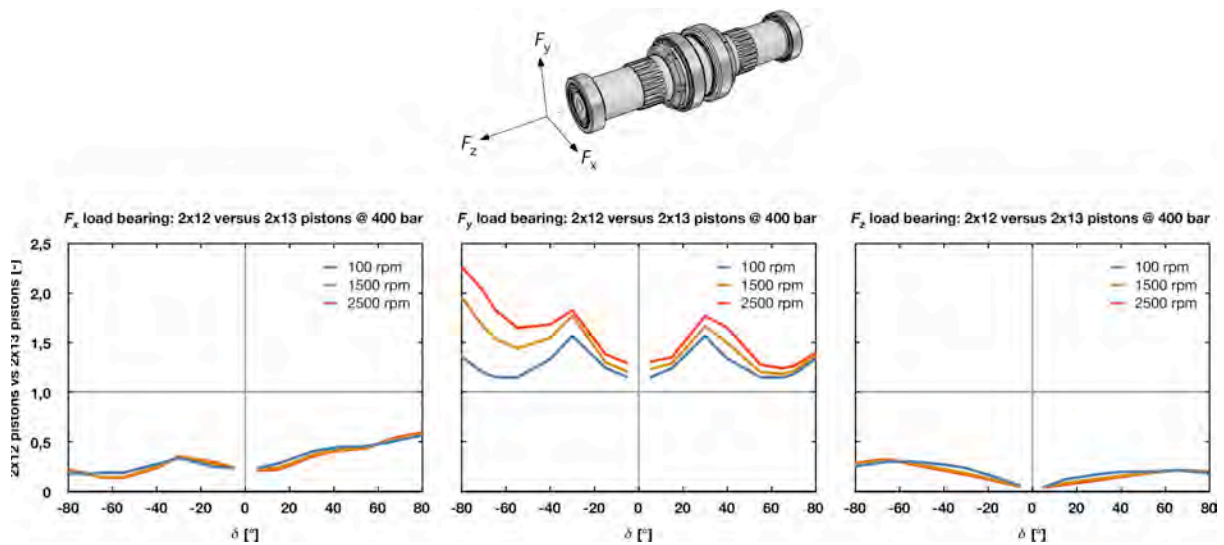 Fy
Fz
Fx
Fx load bearing: 2x12 versus 2x13 pistons @ 400 bar
Fy load bearing: 2x12 versus 2x13 pistons @ 400 bar
Fz load bearing: 2x12 versus 2x13 pistons @ 400 bar
2x12 pistons vs 2x13 pistons [-]
2,5
2,0
1,5
1,0
0,5
0
100 rpm
1500 rpm
2500 rpm
100 rpm
1500 rpm
2500 rpm
100 rpm
1500 rpm
2500 rpm
-80 -60 -40 -20 0 20 40 60 80
-80 -60 -40 -20 0 20 40 60 80
-80 -60 -40 -20 0 20 40 60 80
δ [°]
δ [°]
δ [°]